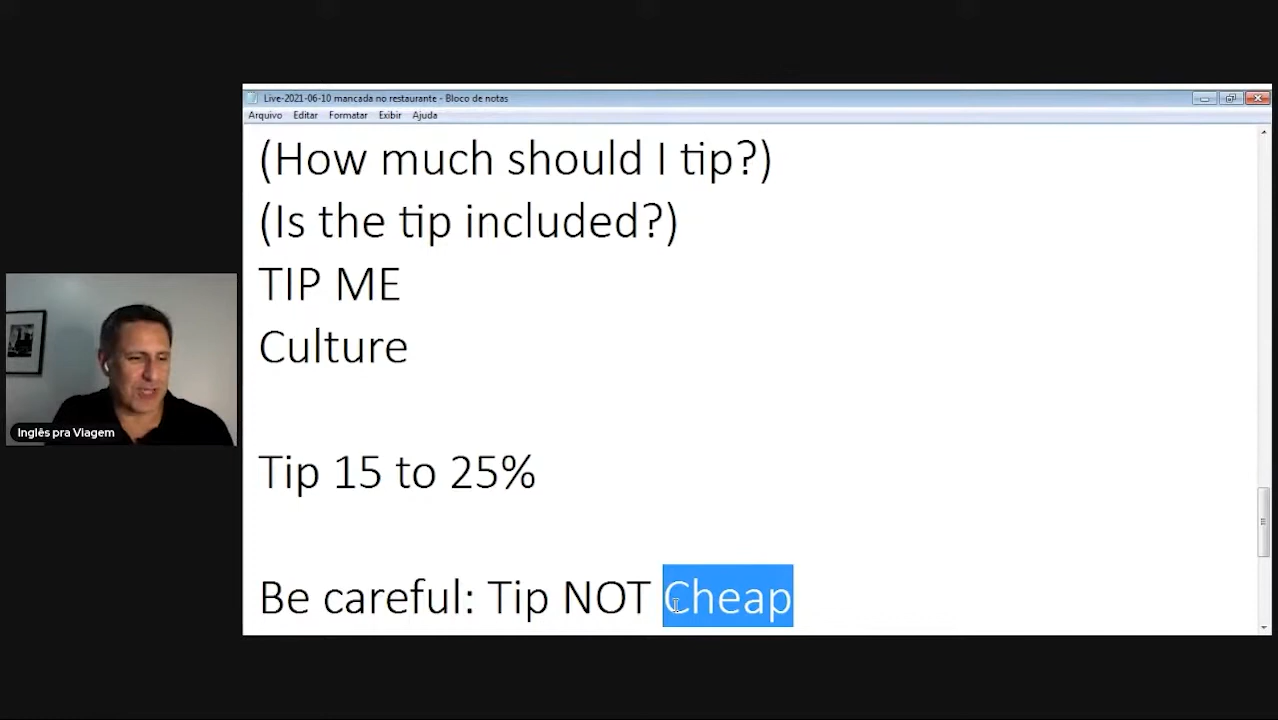 Live-2021-06-10 mancada no restaurante - Bloco de notas
Arquivo Editar Formatar Exibir Ajuda
(How much should I tip?)
(Is the tip included?)
TIP ME
Culture
Tip 15 to 25%
Be careful: Tip NOT Cheap
Inglês pra Viagem